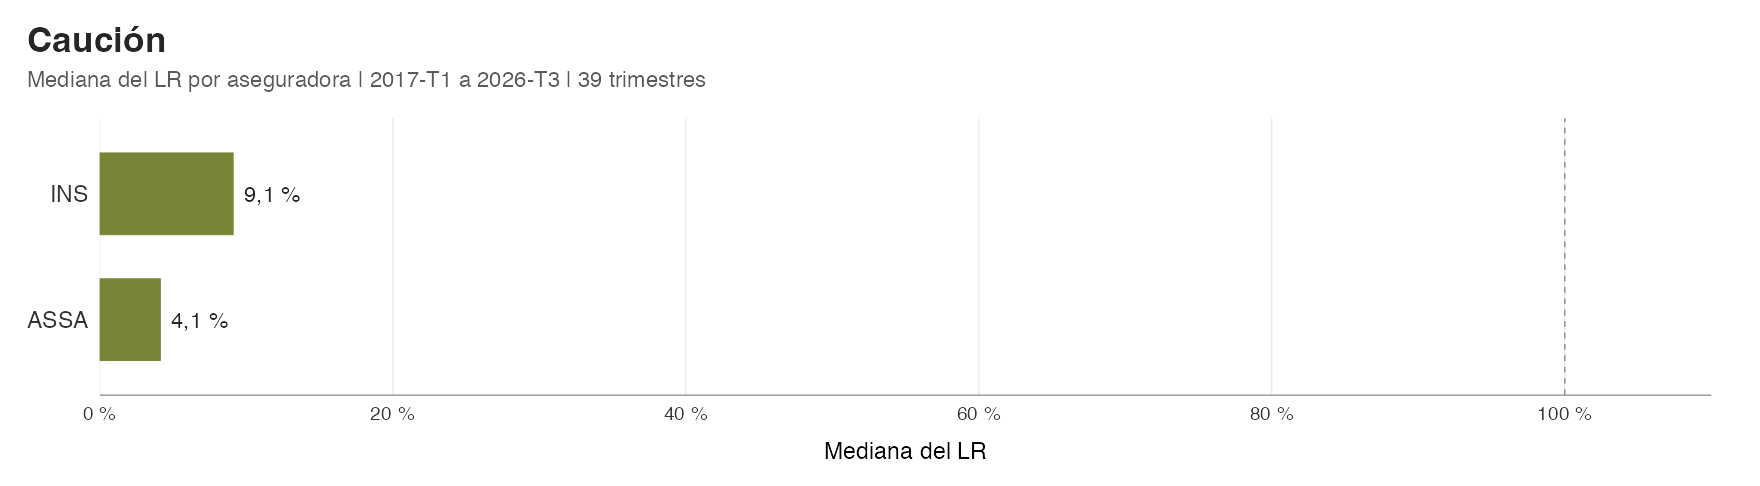 Caución
Mediana del LR por aseguradora | 2017-T1 a 2026-T3 | 39 trimestres
INS
9,1 %
ASSA
4,1 %
0 %
20 %
40 %
60 %
80 %
100 %
Mediana del LR